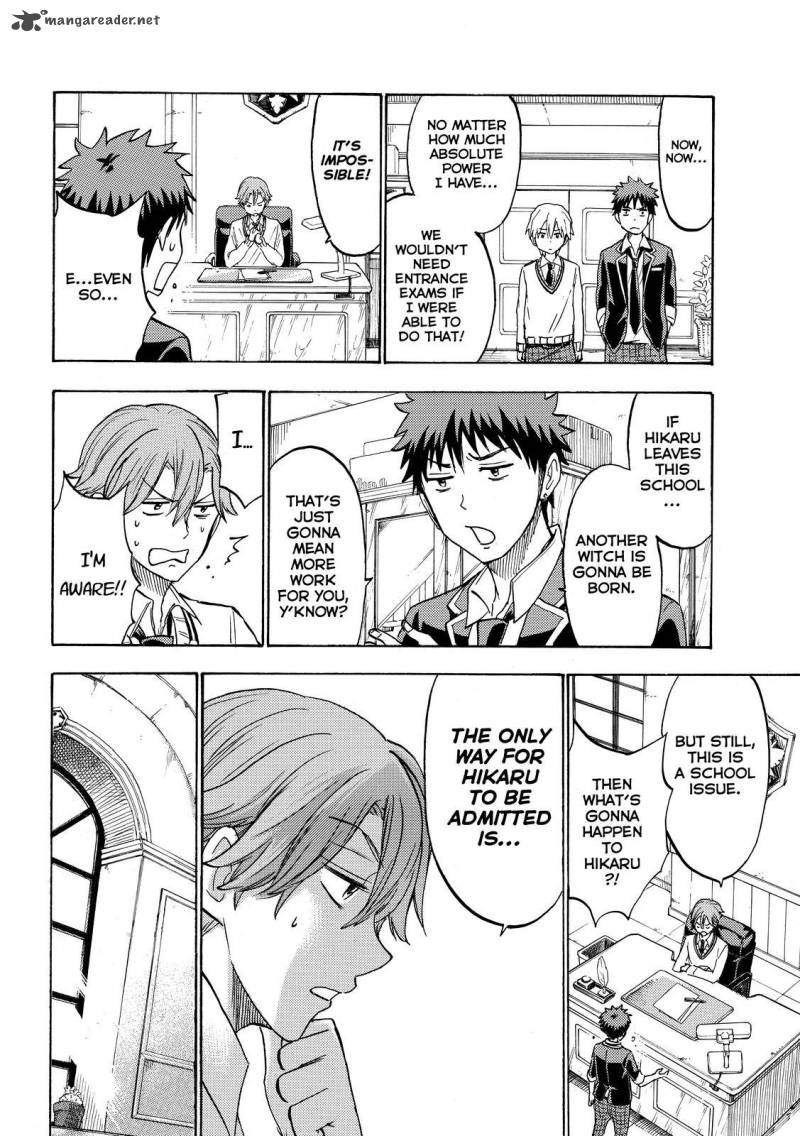 mangareader.net
NOW,
NOW...
NO MATTER
HOW MUCH
ABSOLUTE
POWER
I HAVE...
WE
WOULDN'T
NEED
ENTRANCE
EXAMS IF
I WERE
ABLE TO
DO THAT!
IT'S
IMPOS-
SIBLE!
E...EVEN
SO...
IF
HIKARU
LEAVES
THIS
SCHOOL...
ANOTHER
WITCH IS
GONNA BE
BORN.
THAT'S
JUST
GONNA
MEAN
MORE
WORK
FOR YOU,
Y'KNOW?
I...
I'M
AWARE!!
BUT STILL,
THIS IS
A SCHOOL
ISSUE.
THEN
WHAT'S
GONNA
HAPPEN
TO
HIKARU
?!
THE ONLY
WAY FOR
HIKARU
TO BE
ADMITTED
IS...